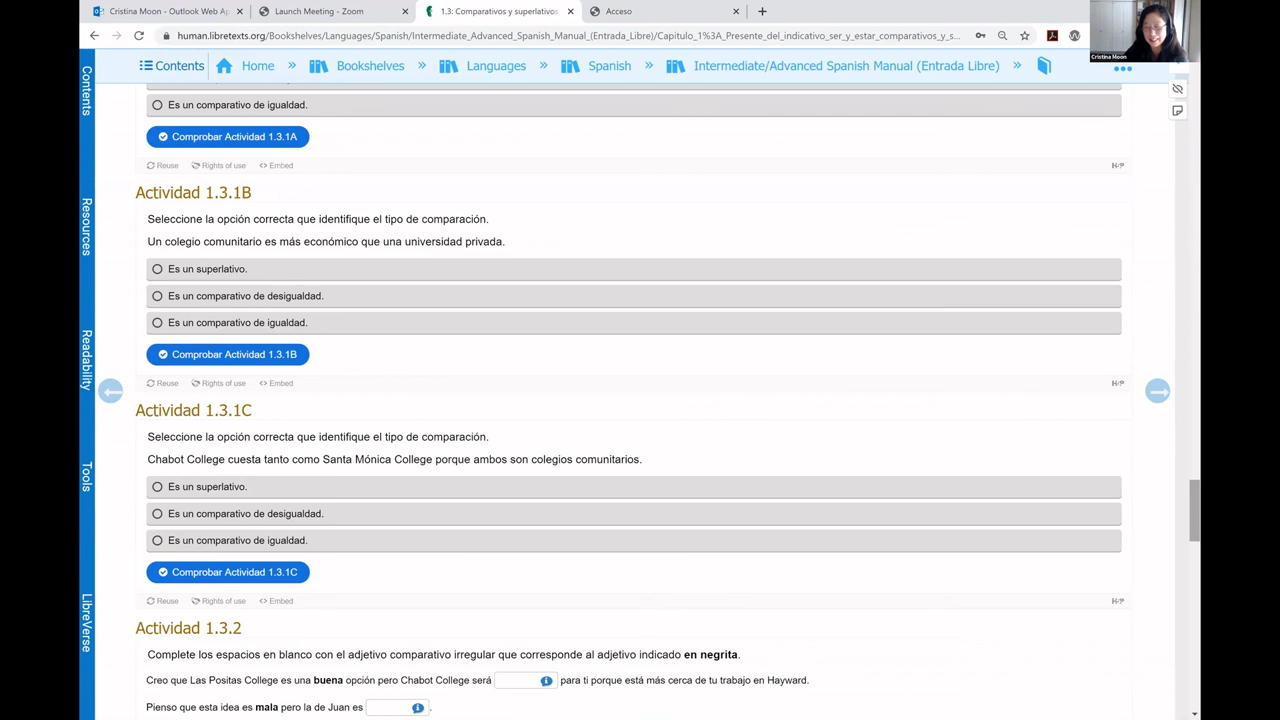 Cristina Moon - Outlook Web Ap
Launch Meeting - Zoom
1.3: Comparativos y superlativos
Acceso
human.libretexts.org/Bookshelves/Languages/Spanish/Intermediate_Advanced_Spanish_Manual_(Entrada_Libre)/Capitulo_1%3A_Presente_del_indicativo_ser_y_estar_comparativos_y_s...
Cristina Moon
Contents
Home
»
Bookshelves
Languages
»
Spanish
»
Intermediate/Advanced Spanish Manual (Entrada Libre)
»
Contents
Resources
Readability
Tools
LibreVerse
Es un comparativo de igualdad.
Comprobar Actividad 1.3.1A
Reuse Rights of use <> Embed H5P
Actividad 1.3.1B
Seleccione la opción correcta que identifique el tipo de comparación.
Un colegio comunitario es más económico que una universidad privada.
Es un superlativo.
Es un comparativo de desigualdad.
Es un comparativo de igualdad.
Comprobar Actividad 1.3.1B
Reuse Rights of use <> Embed H5P
Actividad 1.3.1C
Seleccione la opción correcta que identifique el tipo de comparación.
Chabot College cuesta tanto como Santa Mónica College porque ambos son colegios comunitarios.
Es un superlativo.
Es un comparativo de desigualdad.
Es un comparativo de igualdad.
Comprobar Actividad 1.3.1C
Reuse Rights of use <> Embed H5P
Actividad 1.3.2
Complete los espacios en blanco con el adjetivo comparativo irregular que corresponde al adjetivo indicado en negrita.
Creo que Las Positas College es una buena opción pero Chabot College será para ti porque está más cerca de tu trabajo en Hayward.
Pienso que esta idea es mala pero la de Juan es .